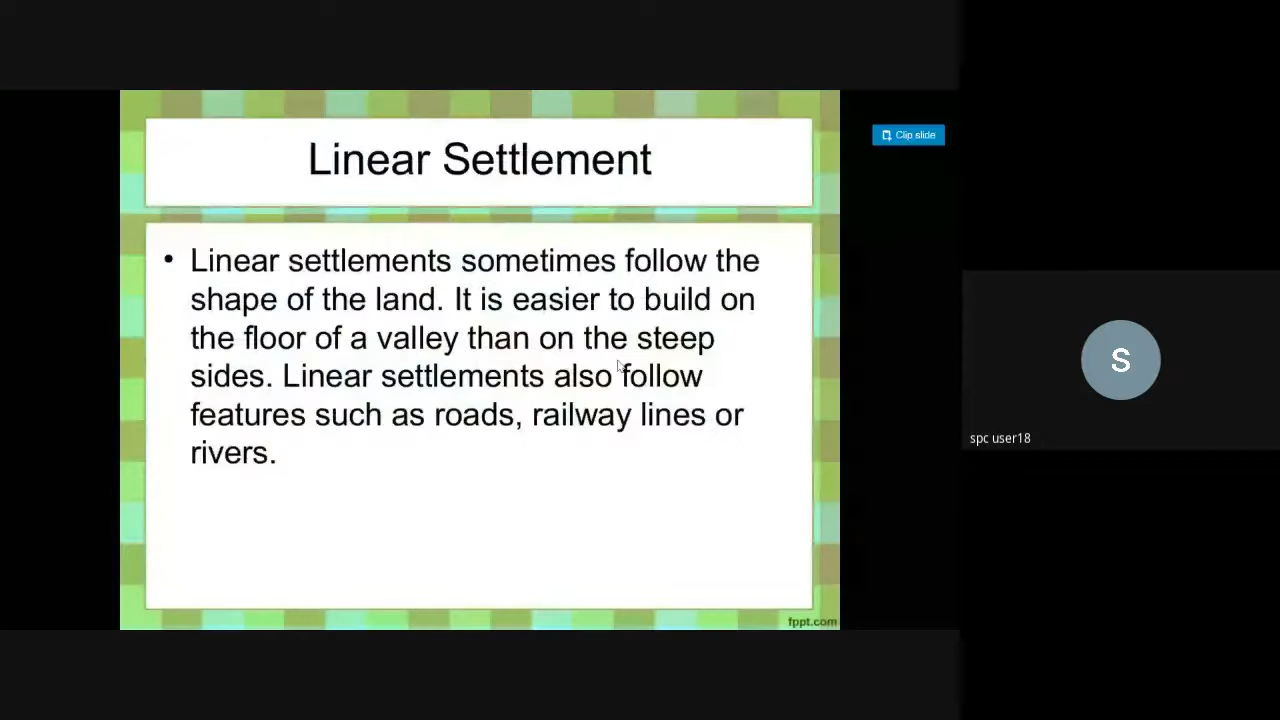 Linear Settlement
Clip slide
• Linear settlements sometimes follow the
shape of the land. It is easier to build on
the floor of a valley than on the steep
sides. Linear settlements also follow
features such as roads, railway lines or
rivers.
S
spc user18
fppt.com